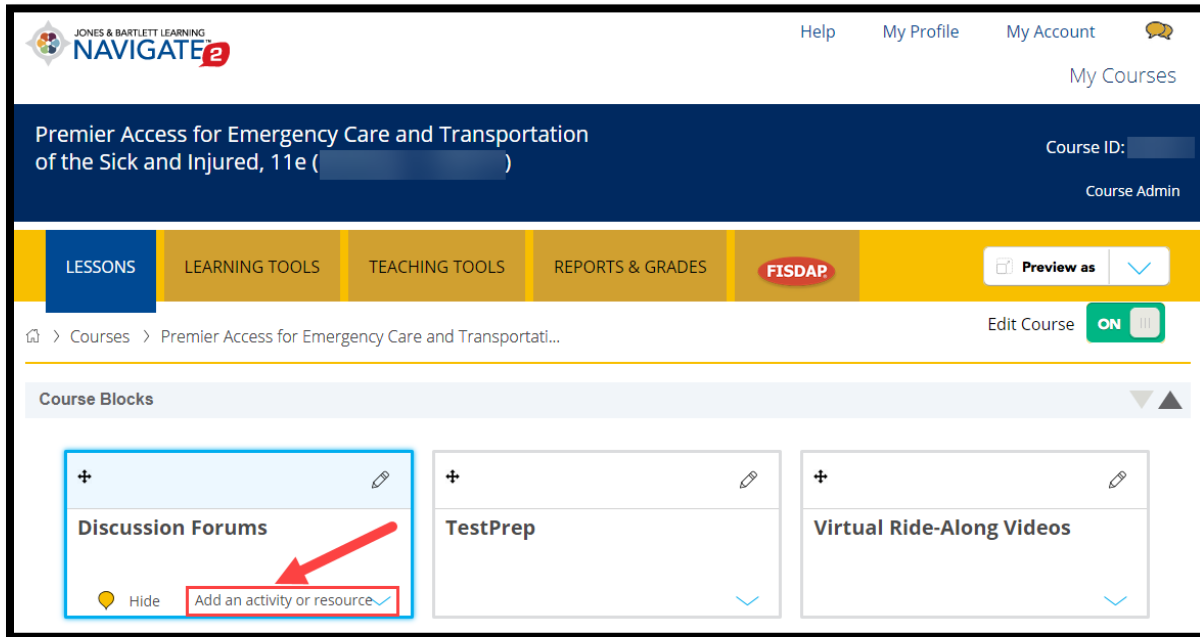 JONES & BARTLETT LEARNING
NAVIGATE 2
Help My Profile My Account
My Courses
Premier Access for Emergency Care and Transportation
of the Sick and Injured, 11e ( )
Course ID:
Course Admin
LESSONS LEARNING TOOLS TEACHING TOOLS REPORTS & GRADES FISDAP Preview as
Courses > Premier Access for Emergency Care and Transportati...
Edit Course ON
Course Blocks
Discussion Forums TestPrep Virtual Ride-Along Videos
Hide Add an activity or resource